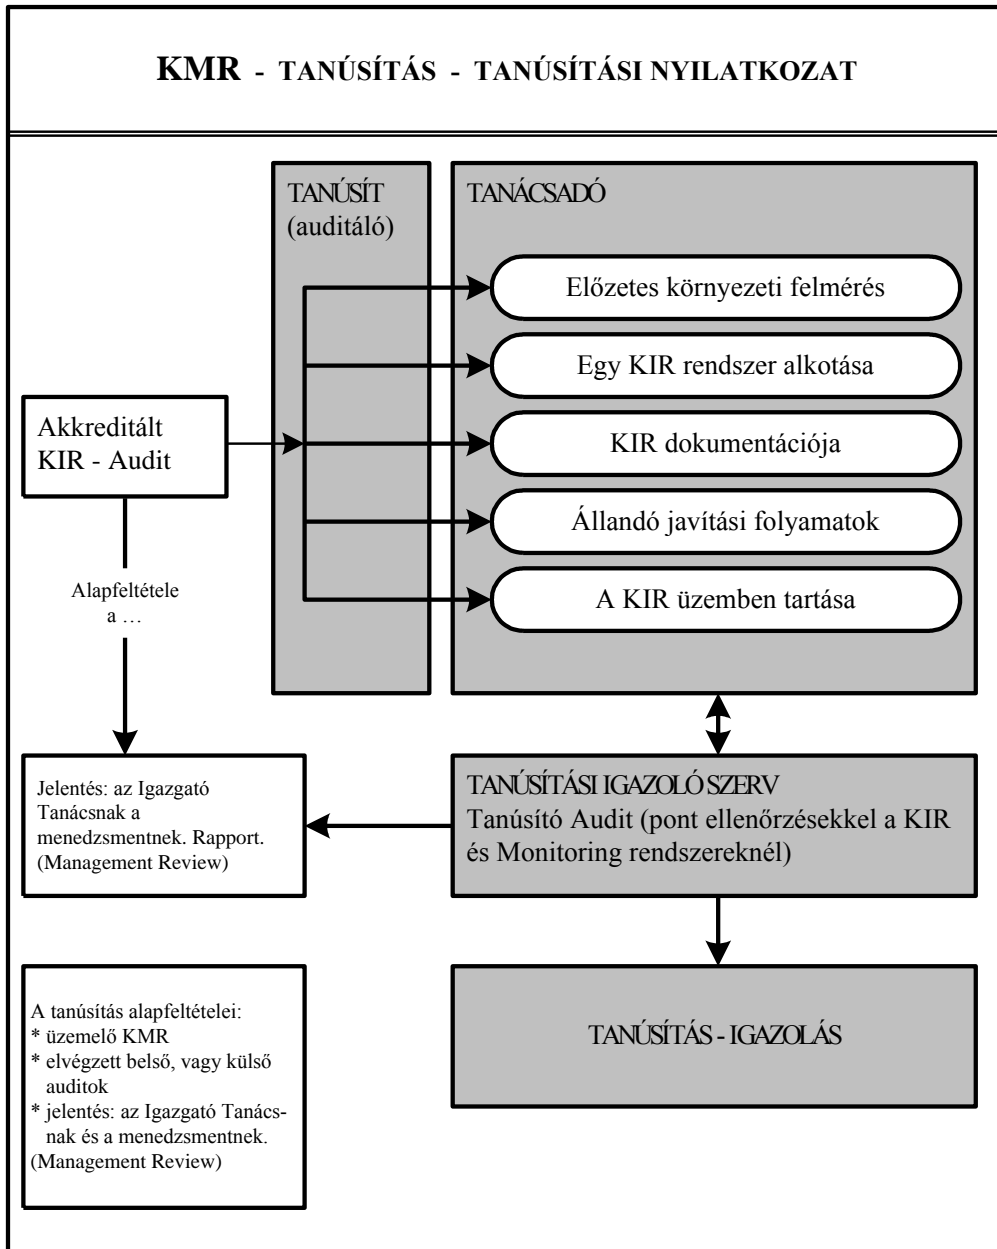 KMR - TANÚSÍTÁS - TANÚSÍTÁSI NYILATKOZAT
TANÚSÍT
(auditáló)
TANÁCSADÓ
Előzetes környezeti felmérés
Egy KIR rendszer alkotása
KIR dokumentációja
Állandó javítási folyamatok
A KIR üzemben tartása
Akkreditált
KIR - Audit
Alapfeltétele
a …
Jelentés: az Igazgató
Tanácsnak a
menedzsmentnek. Rapport.
(Management Review)
TANÚSÍTÁSI IGAZOLÓ SZERV
Tanúsító Audit (pont ellenőrzésekkel a KIR
és Monitoring rendszereknél)
A tanúsítás alapfeltételei:
* üzemelő KMR
* elvégzett belső, vagy külső
auditok
* jelentés: az Igazgató Tanács-
nak és a menedzsmentnek.
(Management Review)
TANÚSÍTÁS - IGAZOLÁS